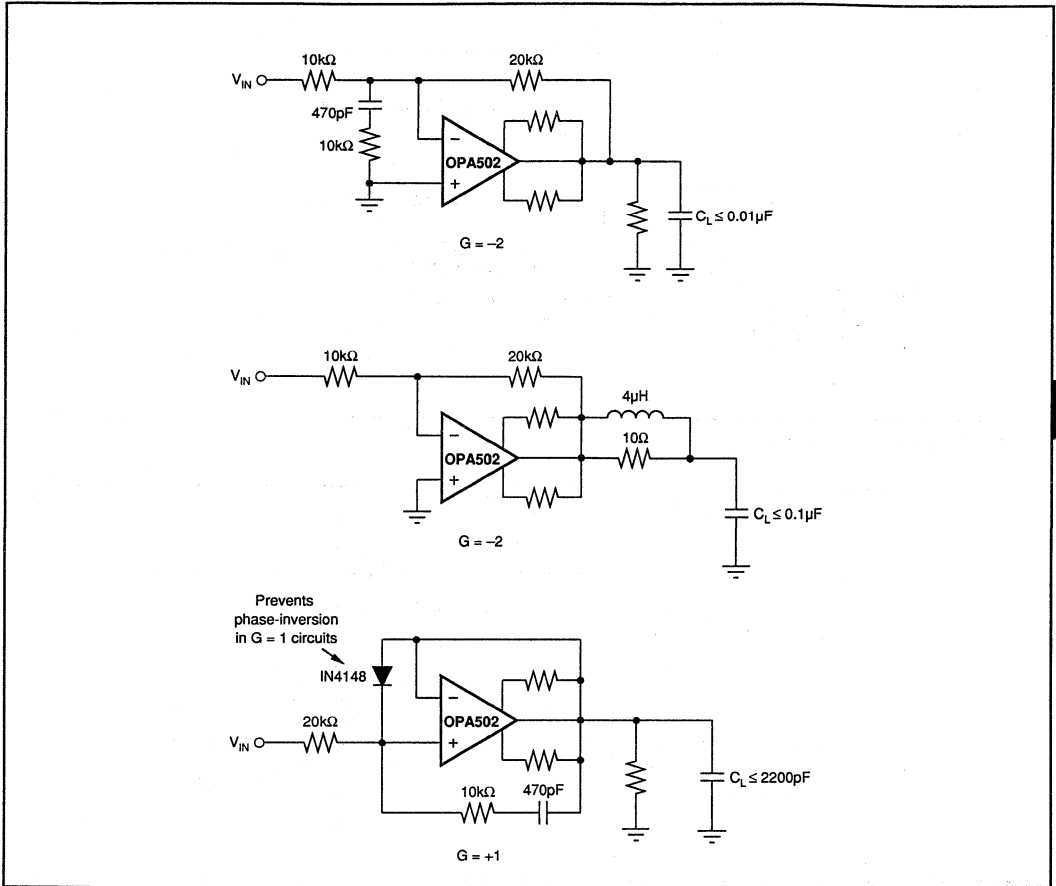 10kΩ
20kΩ
V_IN
470pF
10kΩ
−
OPA502
+
C_L ≤ 0.01µF
G = –2
10kΩ
20kΩ
V_IN
4µH
−
10Ω
OPA502
+
C_L ≤ 0.1µF
G = –2
Prevents
phase-inversion
in G = 1 circuits
IN4148
−
20kΩ
OPA502
V_IN
+
10kΩ
470pF
C_L ≤ 2200pF
G = +1